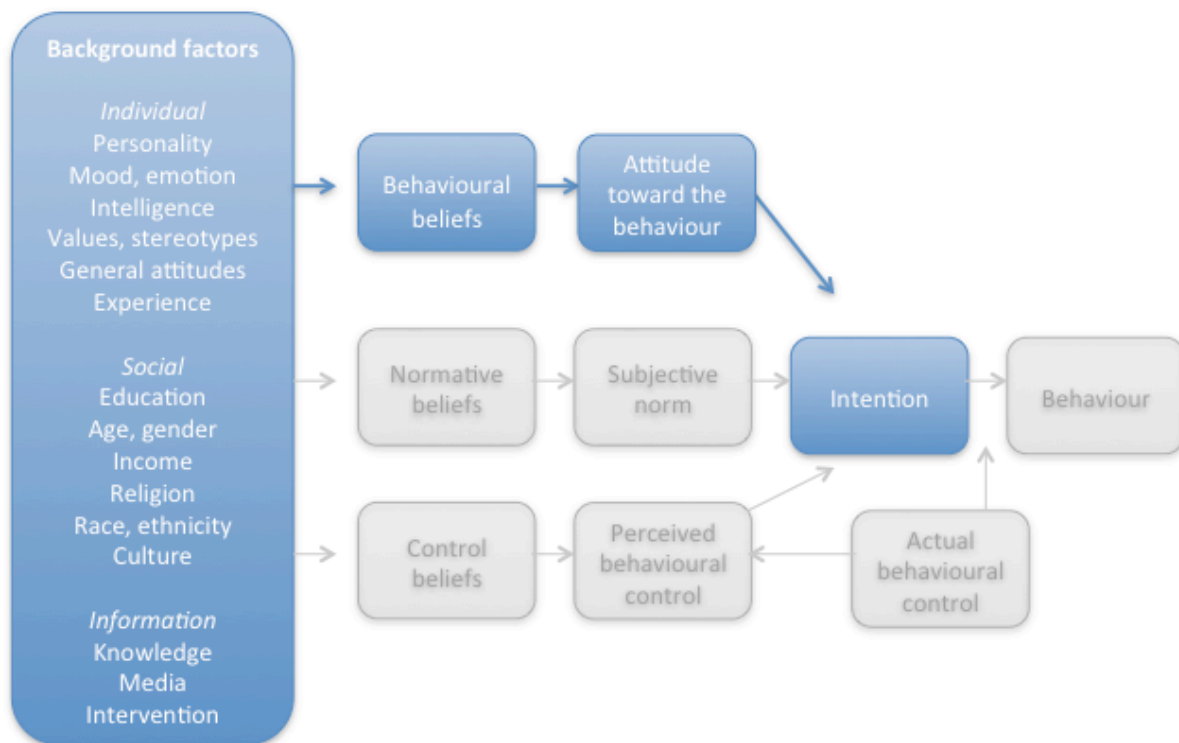 Background factors
Individual
Personality
Mood, emotion
Intelligence
Values, stereotypes
General attitudes
Experience
Social
Education
Age, gender
Income
Religion
Race, ethnicity
Culture
Information
Knowledge
Media
Intervention
Behavioural
beliefs
Attitude
toward the
behaviour
Normative
beliefs
Subjective
norm
Intention
Behaviour
Control
beliefs
Perceived
behavioural
control
Actual
behavioural
control